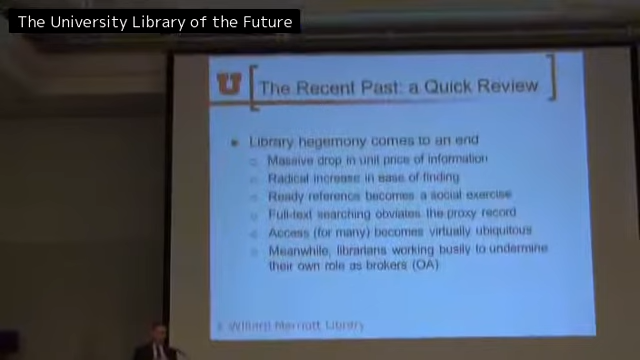 The University Library of the Future
U
The Recent Past: a Quick Review
Library hegemony comes to an end
Massive drop in unit price of information
Radical increase in ease of finding
Ready reference becomes a social exercise
Full-text searching obviates the proxy record
Access (for many) becomes virtually ubiquitous
Meanwhile, librarians working busily to undermine
their own role as brokers (OA)
Marriott Library